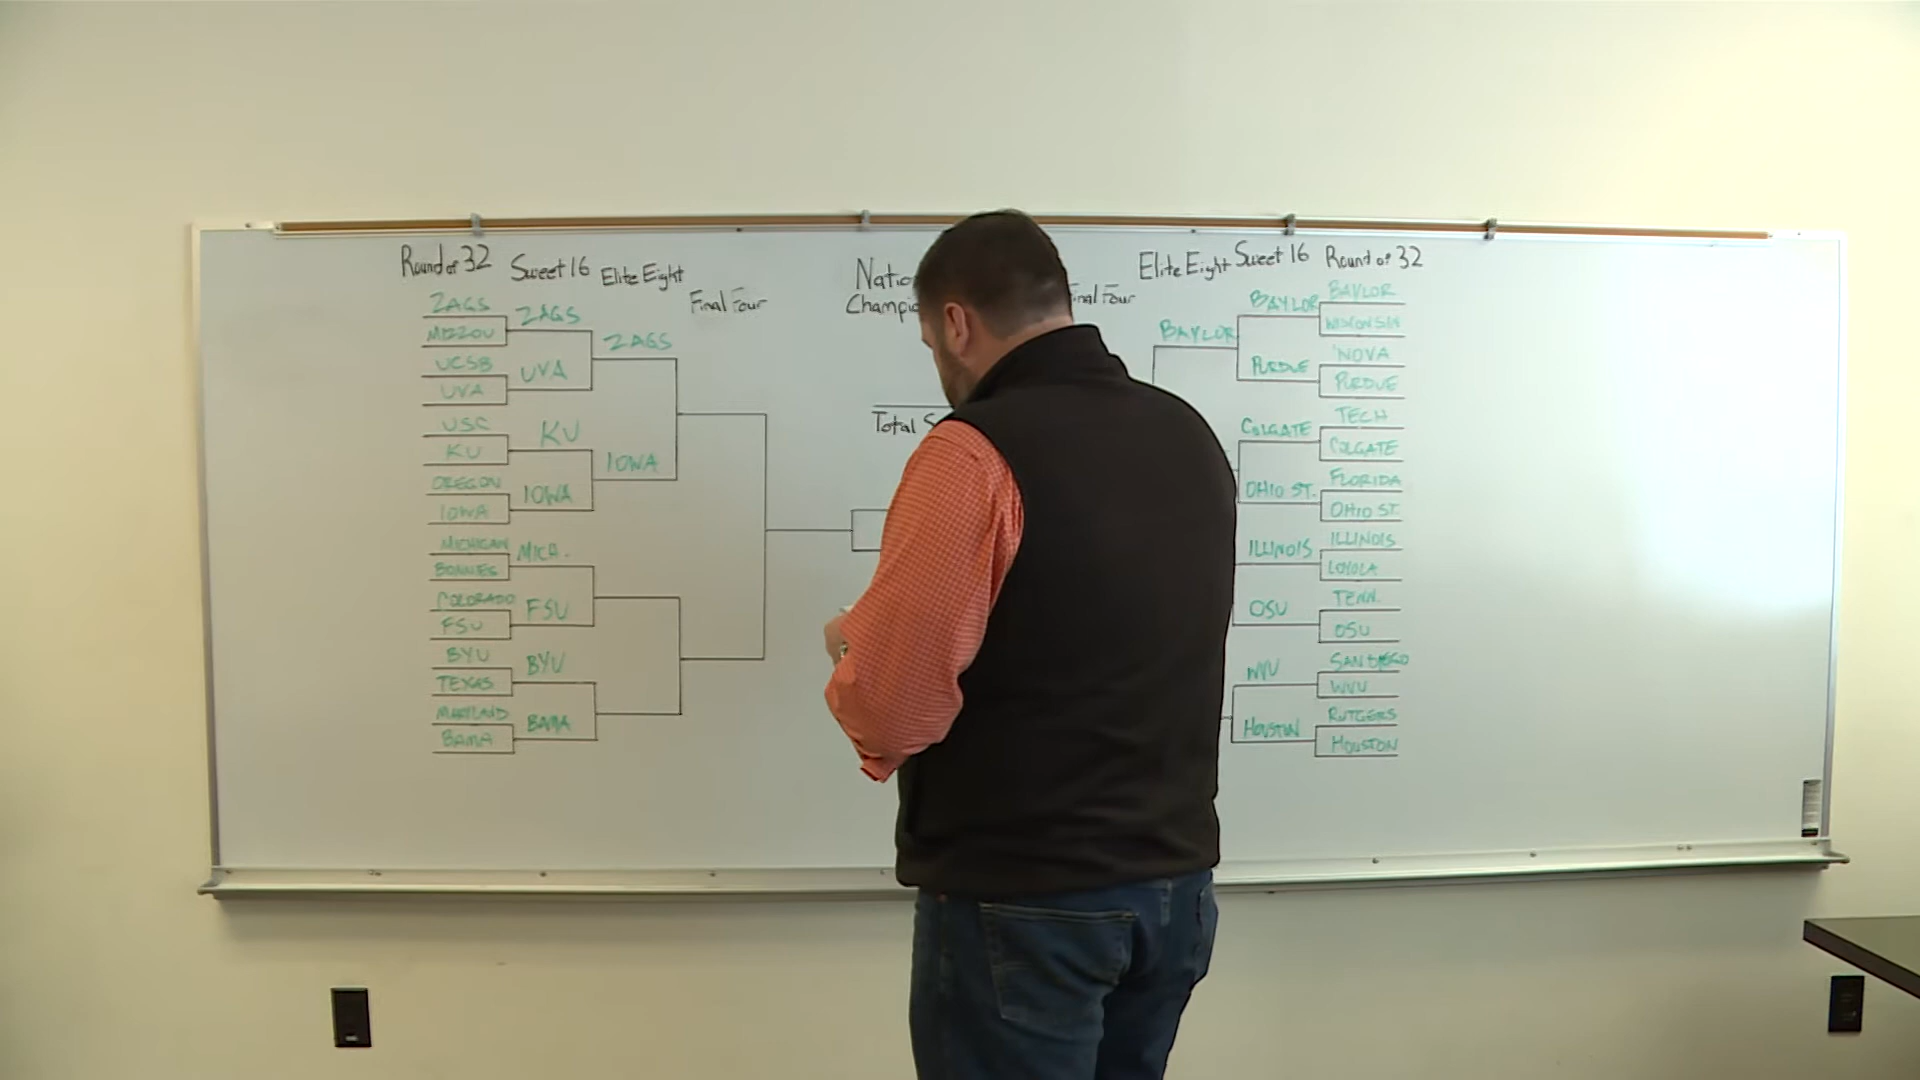 Round of 32
Sweet 16
Elite Eight
Final Four
ZAGS
MIZZOU
UCSB
UVA
USC
KU
OREGON
IOWA
MICHIGAN
BONNIES
COLORADO
FSU
BYU
TEXAS
MARYLAND
BAMA
ZAGS
UVA
KU
IOWA
MICH.
FSU
BYU
BAMA
ZAGS
IOWA
Natio
Champio
Total S
inal Four
Elite Eight
Sweet 16
Round of 32
BAYLOR
BAYLOR
PURDUE
COLGATE
OHIO ST.
ILLINOIS
OSU
WVU
HOUSTON
BAYLOR
WISCONSIN
'NOVA
PURDUE
TECH
COLGATE
FLORIDA
OHIO ST.
ILLINOIS
LOYOLA
TENN.
OSU
SAN DIEGO
WVU
RUTGERS
HOUSTON